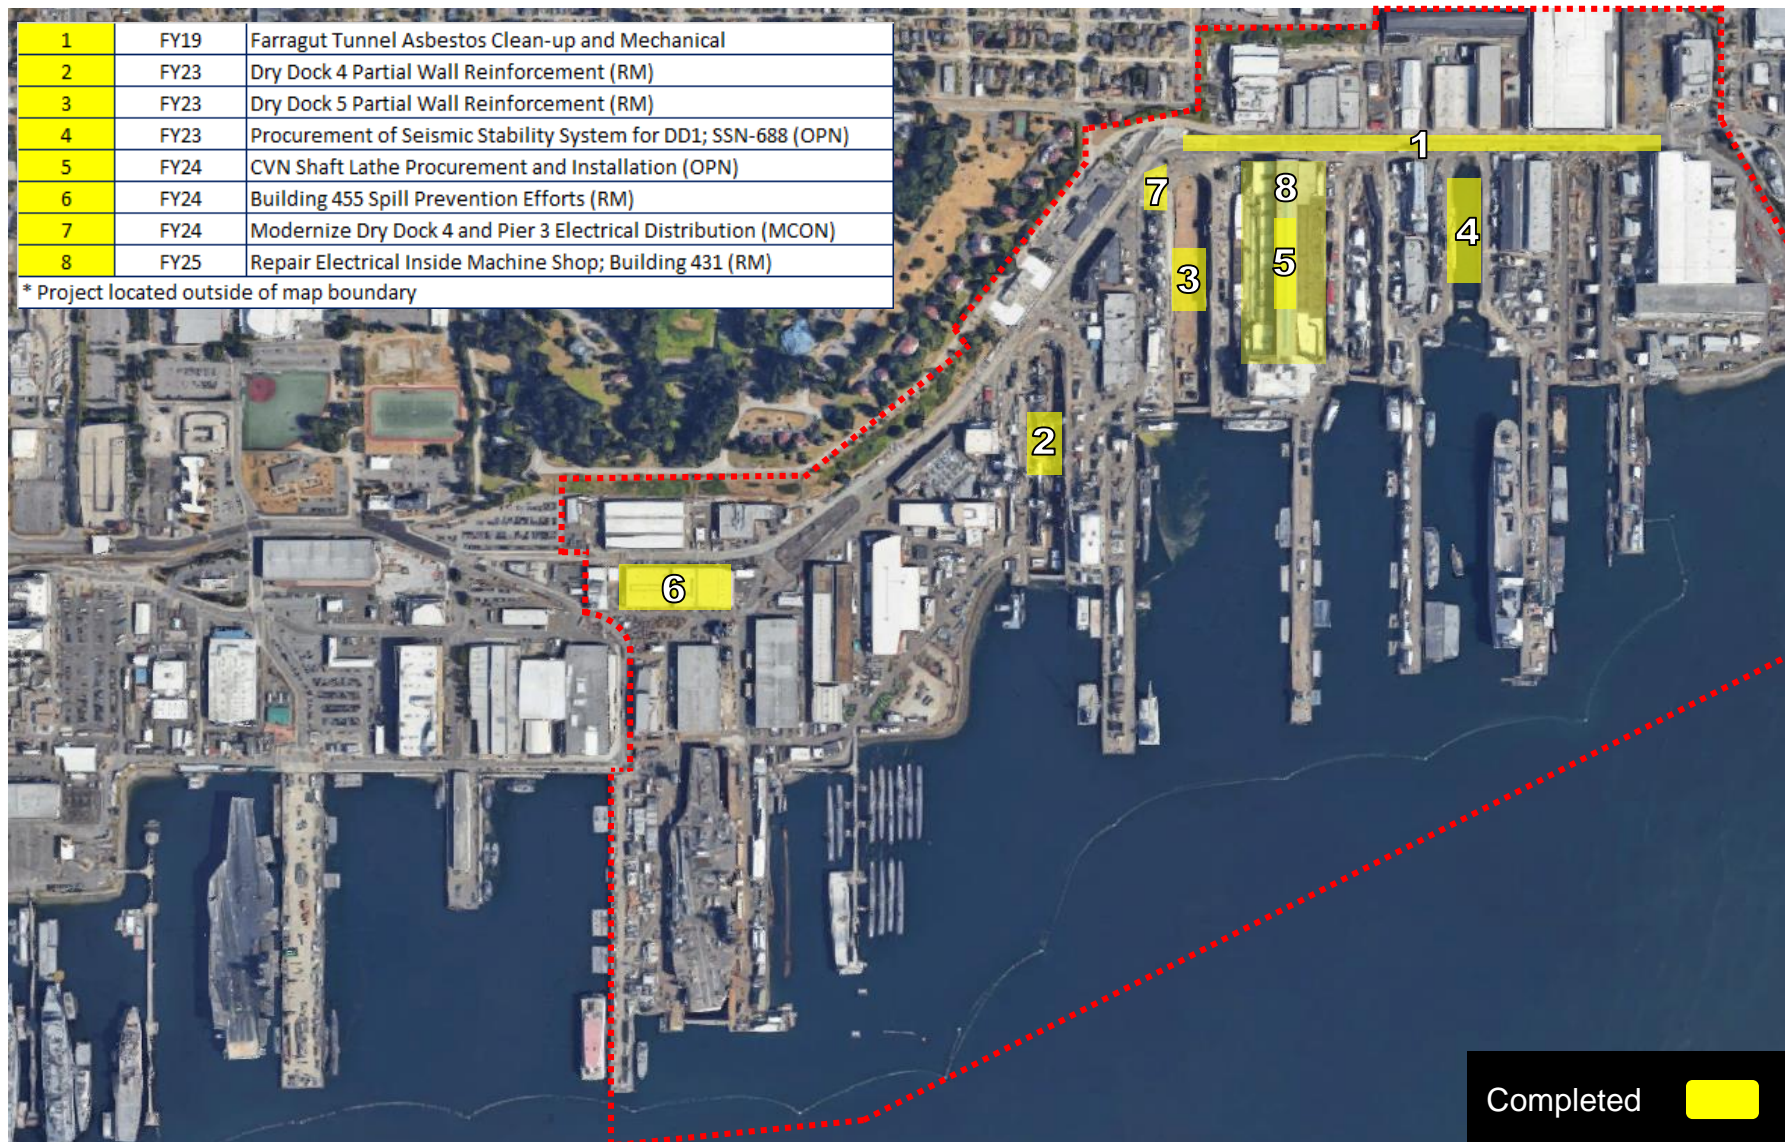 1 FY19 Farragut Tunnel Asbestos Clean-up and Mechanical
2 FY23 Dry Dock 4 Partial Wall Reinforcement (RM)
3 FY23 Dry Dock 5 Partial Wall Reinforcement (RM)
4 FY23 Procurement of Seismic Stability System for DD1; SSN-688 (OPN)
5 FY24 CVN Shaft Lathe Procurement and Installation (OPN)
6 FY24 Building 455 Spill Prevention Efforts (RM)
7 FY24 Modernize Dry Dock 4 and Pier 3 Electrical Distribution (MCON)
8 FY25 Repair Electrical Inside Machine Shop; Building 431 (RM)
* Project located outside of map boundary
1
7
8
4
5
3
2
6
Completed